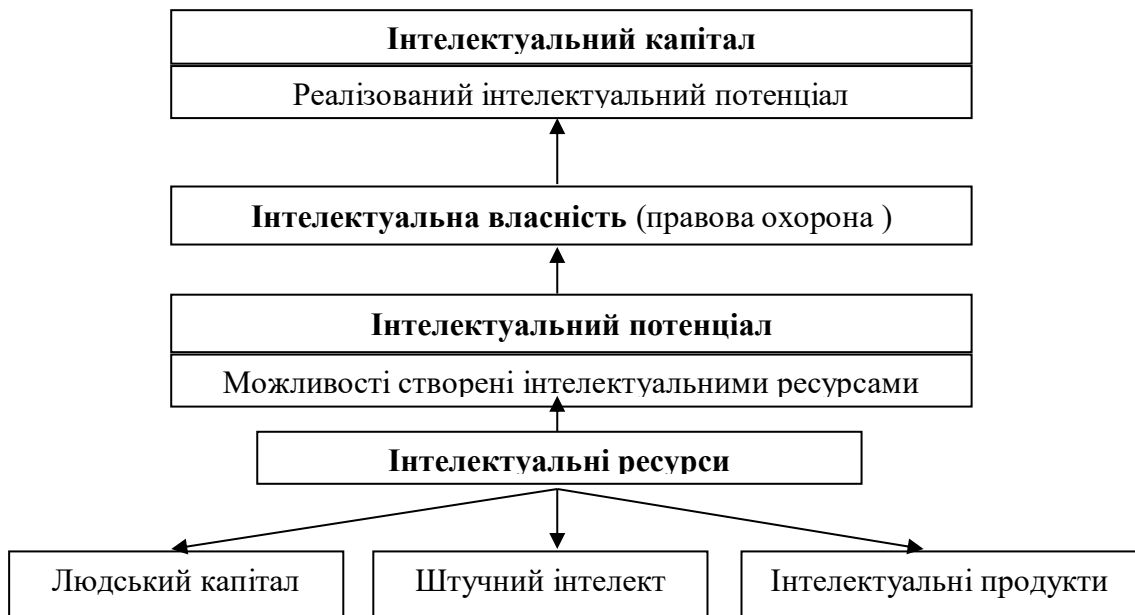 Інтелектуальний капітал
Реалізований інтелектуальний потенціал
Інтелектуальна власність (правова охорона )
Інтелектуальний потенціал
Можливості створені інтелектуальними ресурсами
Інтелектуальні ресурси
Людський капітал
Штучний інтелект
Інтелектуальні продукти